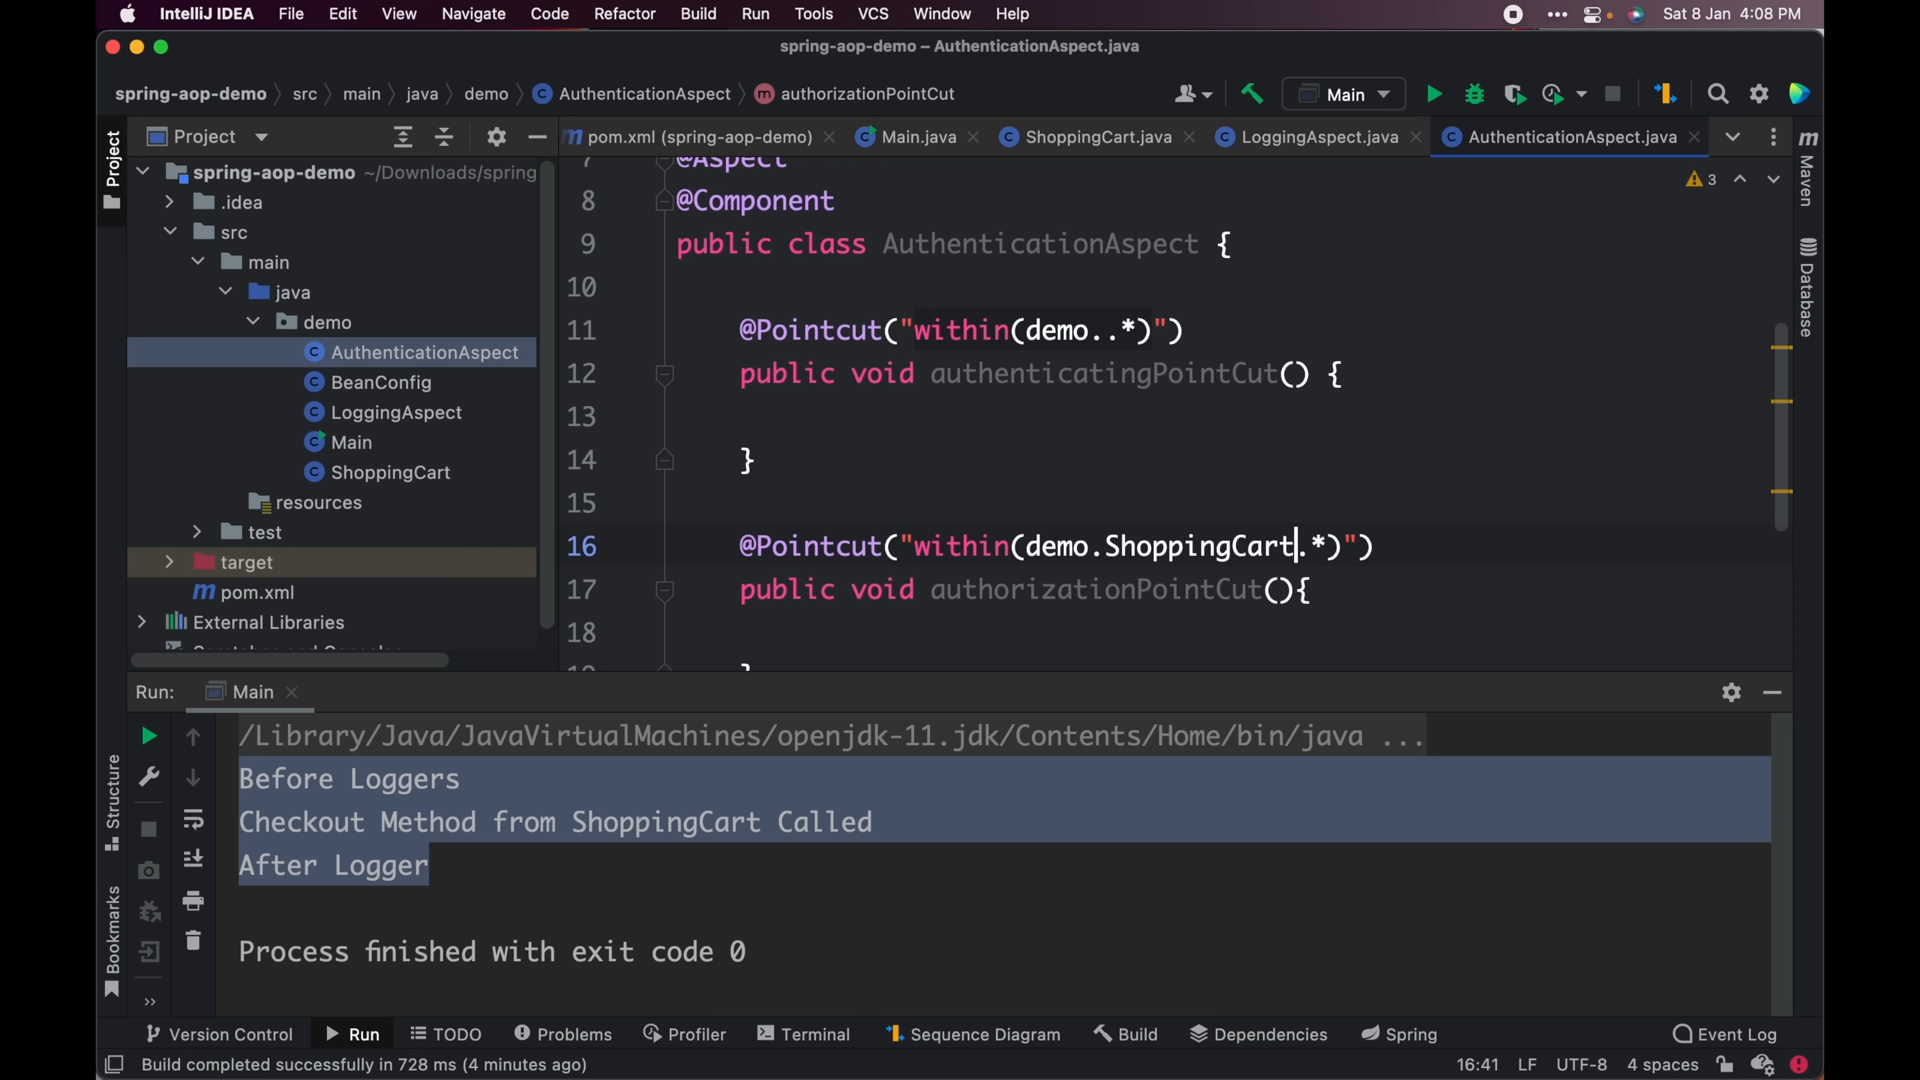 IntelliJ IDEA File Edit View Navigate Code Refactor Build Run Tools VCS Window Help Sat 8 Jan 4:08 PM
spring-aop-demo – AuthenticationAspect.java
spring-aop-demo src main java demo AuthenticationAspect m authorizationPointCut Main
Project m pom.xml (spring-aop-demo) C Main.java C ShoppingCart.java C LoggingAspect.java C AuthenticationAspect.java
Project
spring-aop-demo ~/Downloads/spring
.idea
src
main
java
demo
C AuthenticationAspect
C BeanConfig
C LoggingAspect
C Main
C ShoppingCart
resources
test
target
m pom.xml
External Libraries
7 @Aspect
8 @Component
9 public class AuthenticationAspect {
10
11 @Pointcut("within(demo..*)")
12 public void authenticatingPointCut() {
13
14 }
15
16 @Pointcut("within(demo.ShoppingCart.*)")
17 public void authorizationPointCut(){
18
3
m Maven
Database
Run: Main
/Library/Java/JavaVirtualMachines/openjdk-11.jdk/Contents/Home/bin/java ...
Before Loggers
Checkout Method from ShoppingCart Called
After Logger
Process finished with exit code 0
Structure
Bookmarks
Version Control Run TODO Problems Profiler Terminal Sequence Diagram Build Dependencies Spring Event Log
Build completed successfully in 728 ms (4 minutes ago) 16:41 LF UTF-8 4 spaces